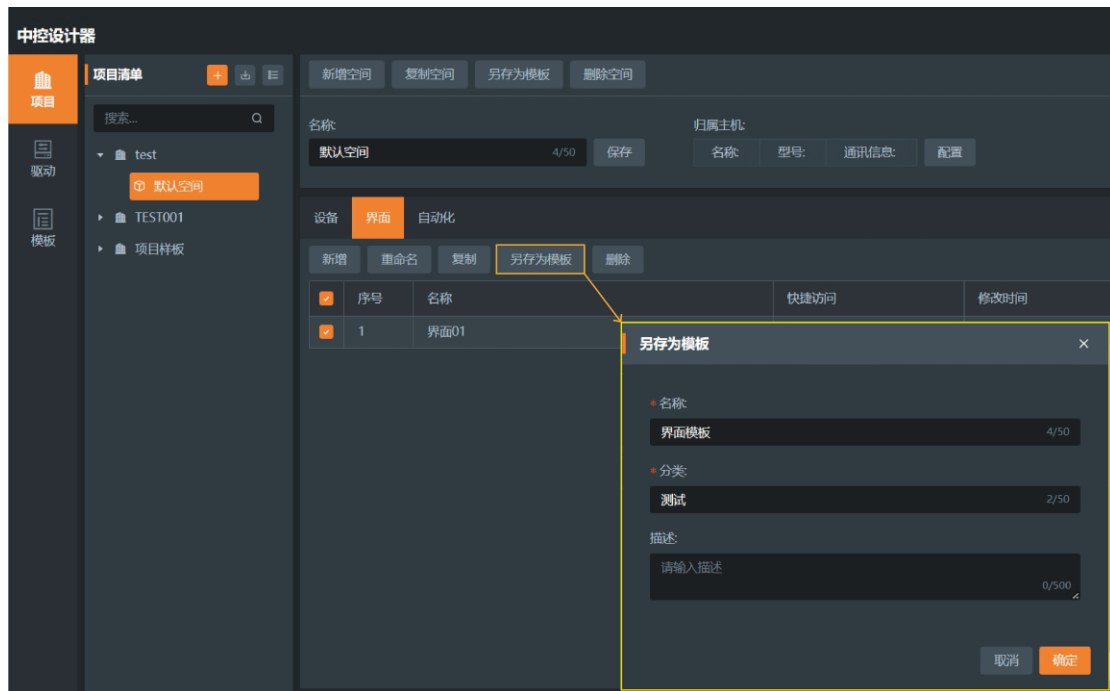 中控设计器
项目
驱动
模板
项目清单
搜索...
test
默认空间
TEST001
项目样板
新增空间 复制空间 另存为模板 删除空间
名称: 归属主机:
默认空间 4/50 保存 名称: 型号: 通讯信息: 配置
设备 界面 自动化
新增 重命名 复制 另存为模板 删除
序号 名称 快捷访问 修改时间
1 界面01
另存为模板
* 名称:
界面模板 4/50
* 分类:
测试 2/50
描述:
请输入描述
0/500
取消 确定